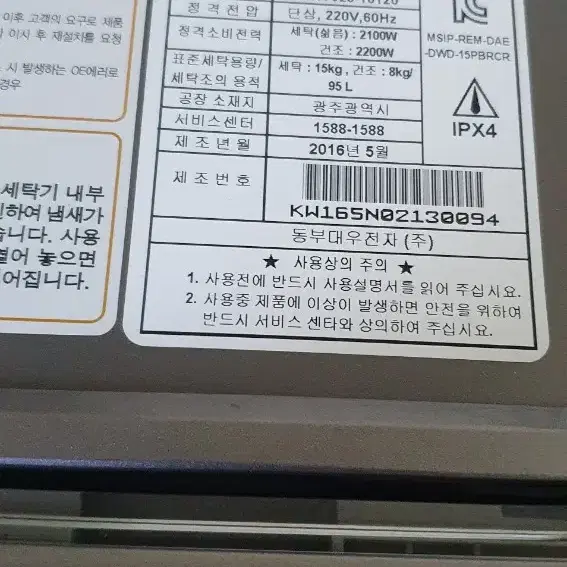 이후 고객의 요구로 제품
이사 후 재설치를 요청
시 발생하는 OE에러로
경우
세탁기 내부
하여 냄새가
습니다. 사용
열어 놓으면
어집니다.
정격전압 단상, 220V,60Hz
정격소비전력 세탁(삶음) : 2100W
건조 : 2200W
표준세탁용량/ 세탁 : 15kg , 건조 : 8kg/
세탁조의 용적 95 L
공장 소재지 광주광역시
서비스센터 1588-1588
제 조 년 월 2016년 5월
제 조 번 호
KW165N02130094
동부대우전자 (주)
★ 사용상의 주의 ★
1. 사용전에 반드시 사용설명서를 읽어 주십시요.
2. 사용중 제품에 이상이 발생하면 안전을 위하여
반드시 서비스 센타와 상의하여 주십시요.
MSIP-REM-DAE
-DWD-15PBRCR
IPX4